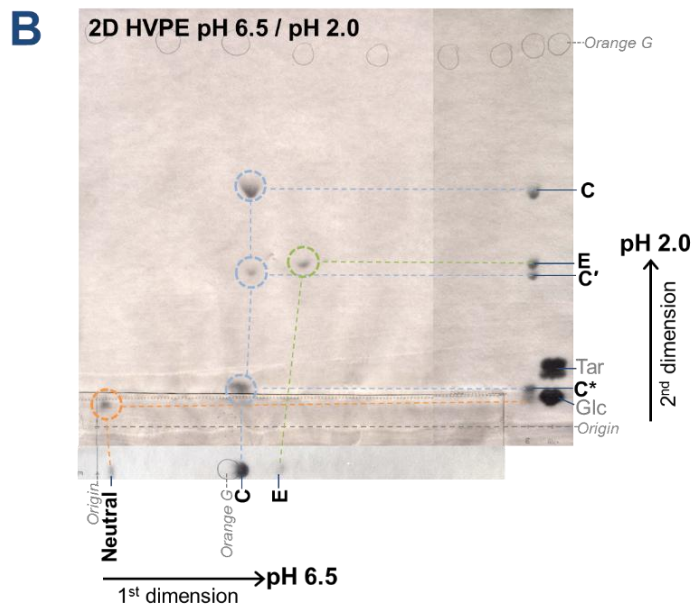 B
2D HVPE pH 6.5 / pH 2.0
Orange G
C
pH 2.0
E
C′
Tar
C*
Glc
Origin
2nd dimension
Origin
Neutral
Orange G
C
E
pH 6.5
1st dimension